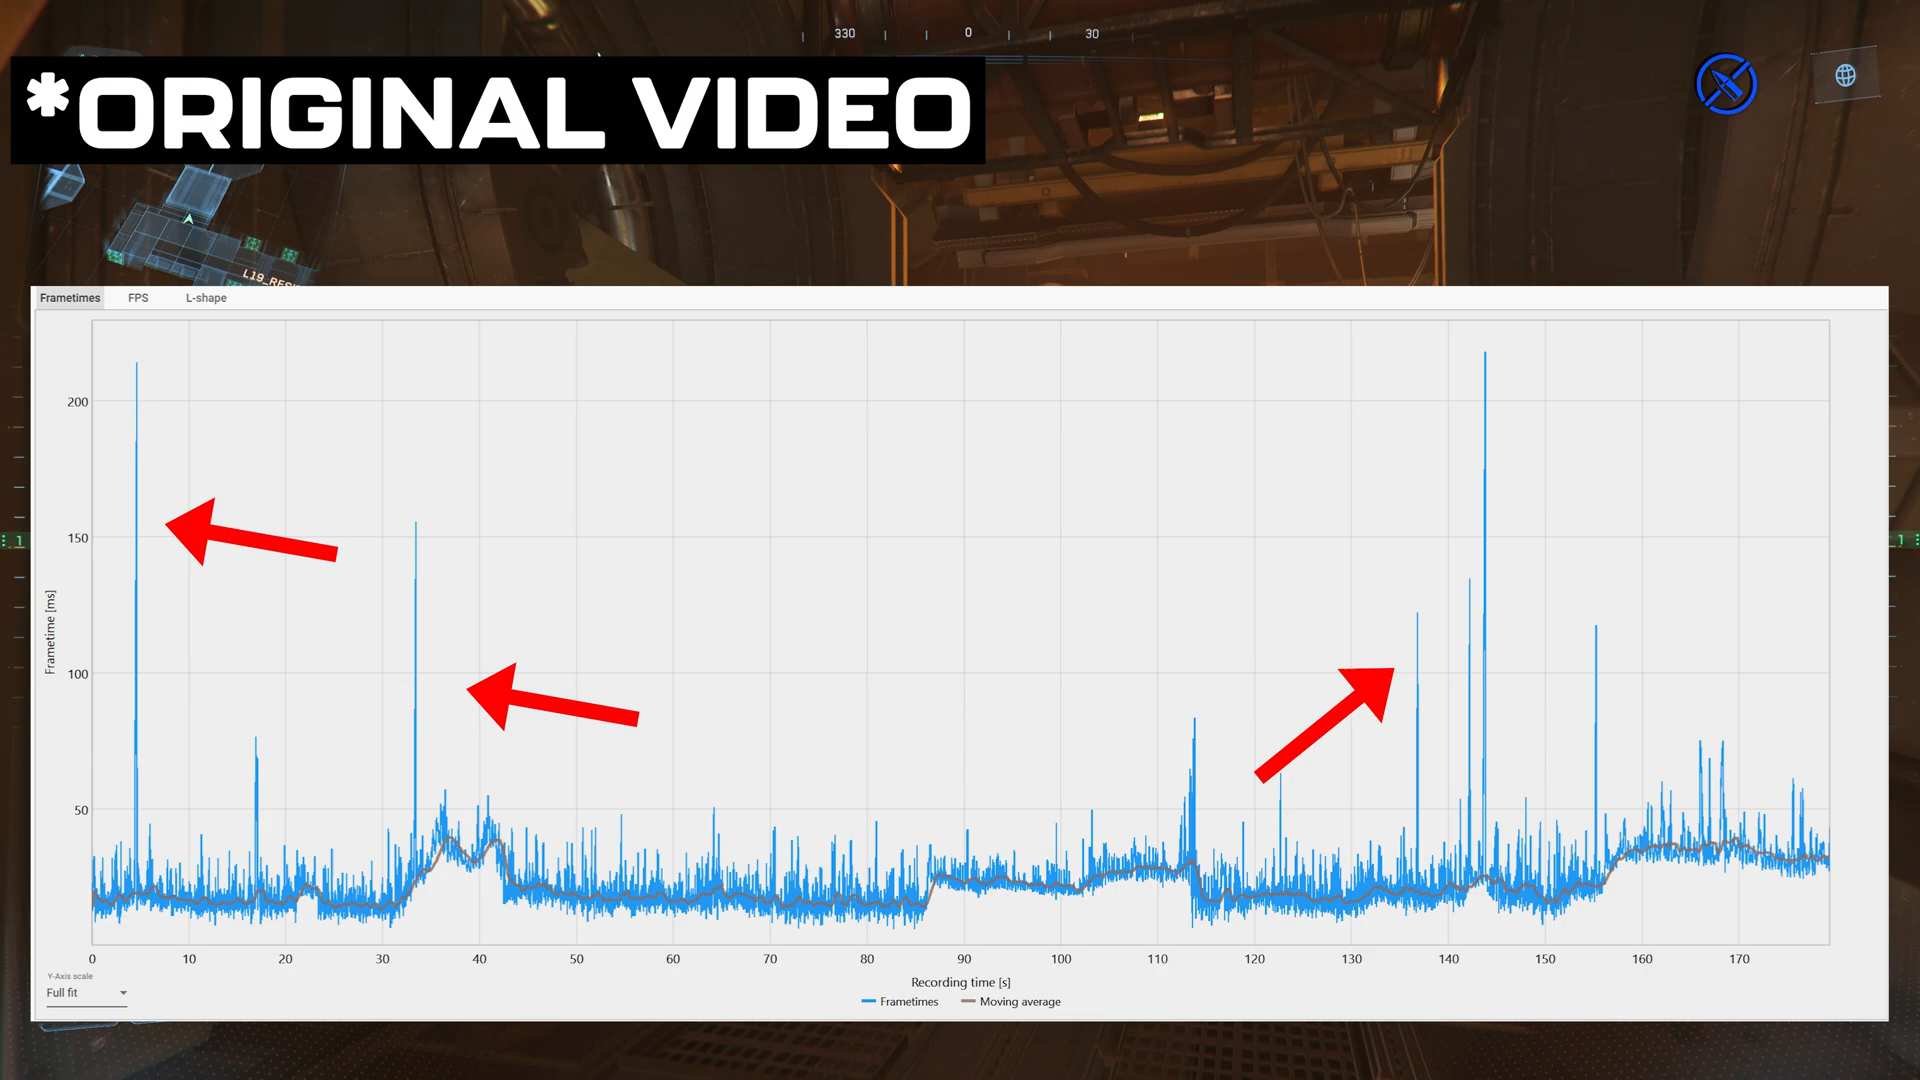 330 0 30
*ORIGINAL VIDEO
Frametimes FPS L-shape
200
150
100
50
Frametime [ms]
1
1
0 10 20 30 40 50 60 70 80 90 100 110 120 130 140 150 160 170
Recording time [s]
Frametimes Moving average
Y-Axis scale
Full fit